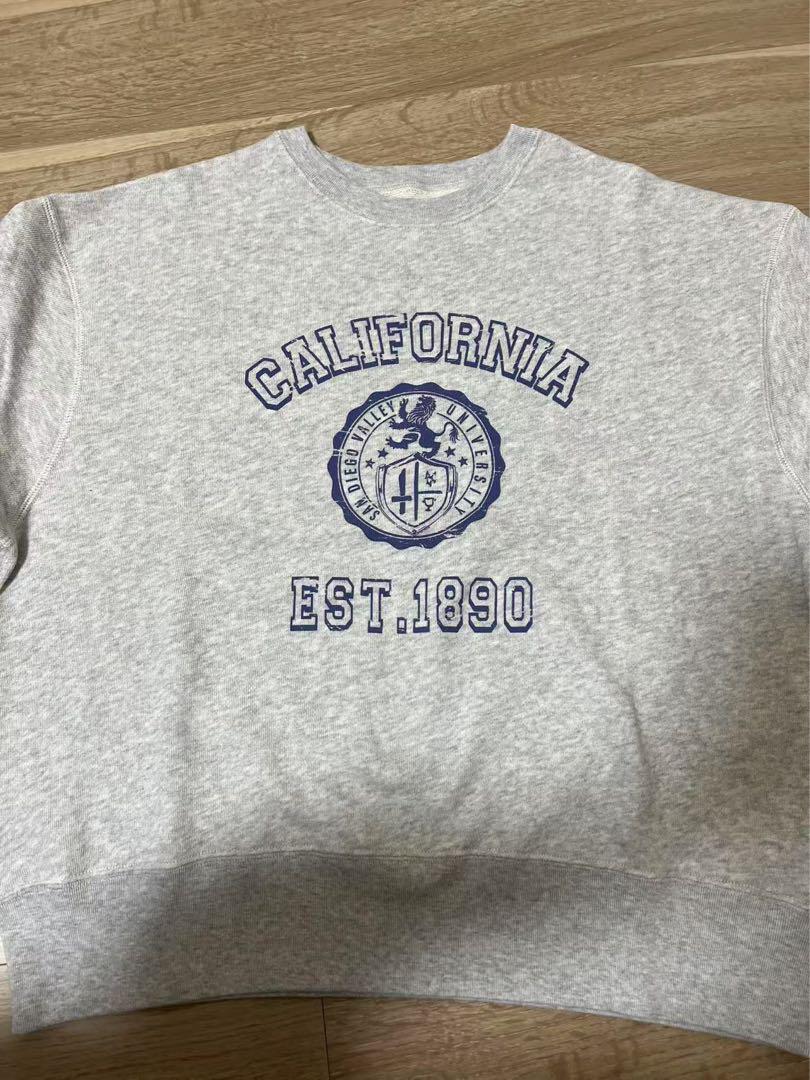 CALIFORNIA
SAN DIEGO VALLEY UNIVERSITY
EST.1890